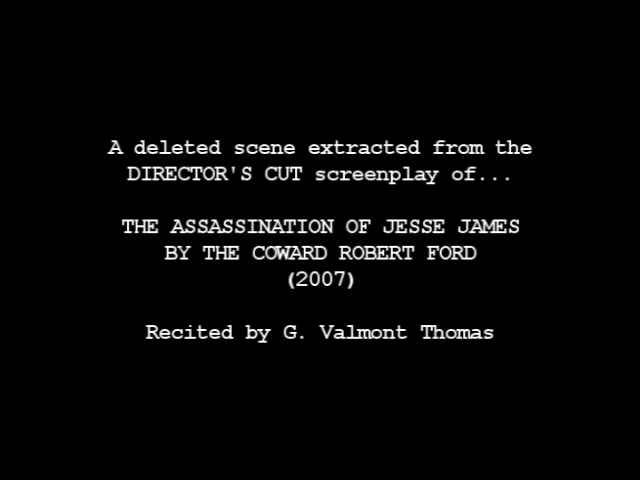 A deleted scene extracted from the
DIRECTOR'S CUT screenplay of...
THE ASSASSINATION OF JESSE JAMES
BY THE COWARD ROBERT FORD
(2007)
Recited by G. Valmont Thomas